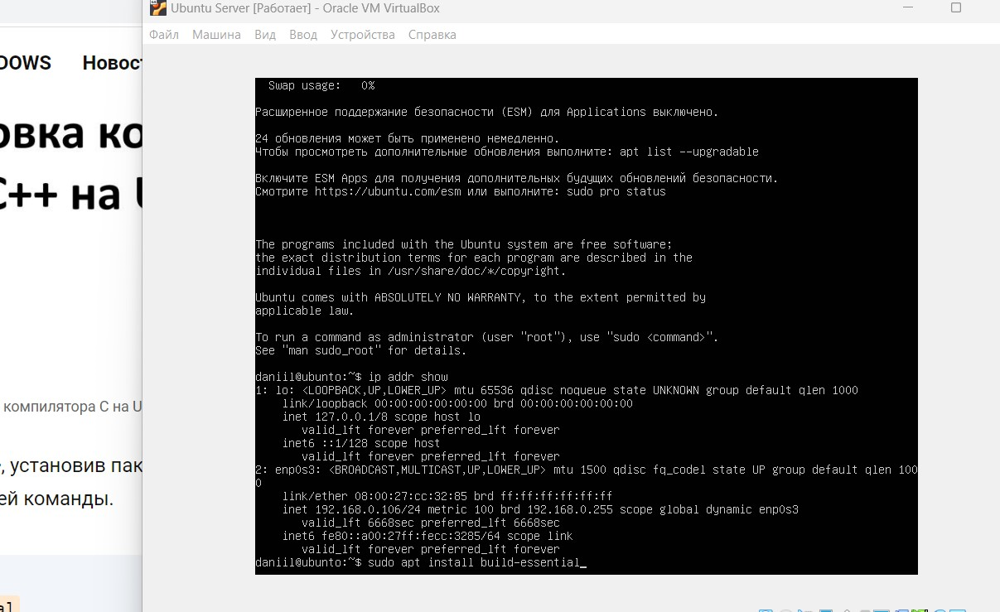 Ubuntu Server [Работает] - Oracle VM VirtualBox
Файл Машина Вид Ввод Устройства Справка
DOWS Новос
овка ко
C++ на
компилятора C на U
, установив пак
ей команды.
al
Swap usage: 0%
Расширенное поддержание безопасности (ESM) для Applications выключено.
24 обновления может быть применено немедленно.
Чтобы просмотреть дополнительные обновления выполните: apt list --upgradable
Включите ESM Apps для получения дополнительных будущих обновлений безопасности.
Смотрите https://ubuntu.com/esm или выполните: sudo pro status
The programs included with the Ubuntu system are free software;
the exact distribution terms for each program are described in the
individual files in /usr/share/doc/*/copyright.
Ubuntu comes with ABSOLUTELY NO WARRANTY, to the extent permitted by
applicable law.
To run a command as administrator (user "root"), use "sudo <command>".
See "man sudo_root" for details.
daniil@ubunto:~$ ip addr show
1: lo: <LOOPBACK,UP,LOWER_UP> mtu 65536 qdisc noqueue state UNKNOWN group default qlen 1000
link/loopback 00:00:00:00:00:00 brd 00:00:00:00:00:00
inet 127.0.0.1/8 scope host lo
valid_lft forever preferred_lft forever
inet6 ::1/128 scope host
valid_lft forever preferred_lft forever
2: enp0s3: <BROADCAST,MULTICAST,UP,LOWER_UP> mtu 1500 qdisc fq_codel state UP group default qlen 100
0
link/ether 08:00:27:cc:32:85 brd ff:ff:ff:ff:ff:ff
inet 192.168.0.106/24 metric 100 brd 192.168.0.255 scope global dynamic enp0s3
valid_lft 6668sec preferred_lft 6668sec
inet6 fe80::a00:27ff:fecc:3285/64 scope link
valid_lft forever preferred_lft forever
daniil@ubunto:~$ sudo apt install build-essential_